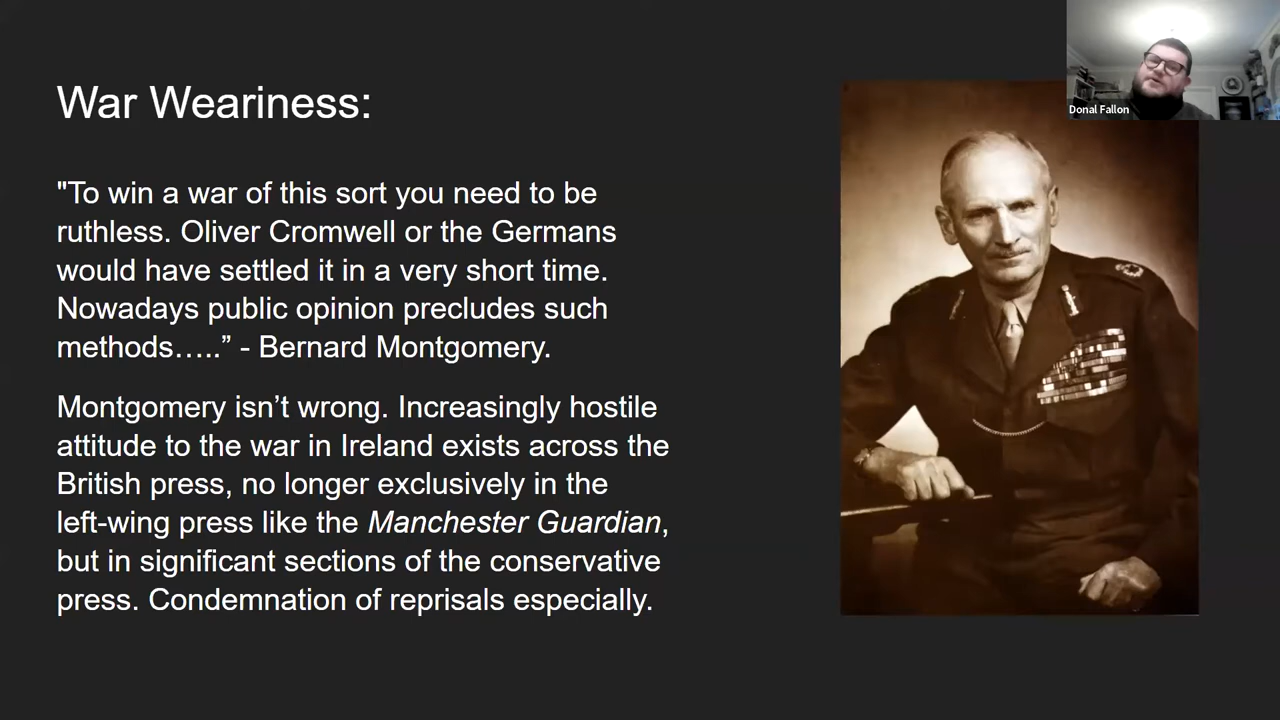 War Weariness:
"To win a war of this sort you need to be
ruthless. Oliver Cromwell or the Germans
would have settled it in a very short time.
Nowadays public opinion precludes such
methods…..” - Bernard Montgomery.
Montgomery isn’t wrong. Increasingly hostile
attitude to the war in Ireland exists across the
British press, no longer exclusively in the
left-wing press like the Manchester Guardian,
but in significant sections of the conservative
press. Condemnation of reprisals especially.
Donal Fallon